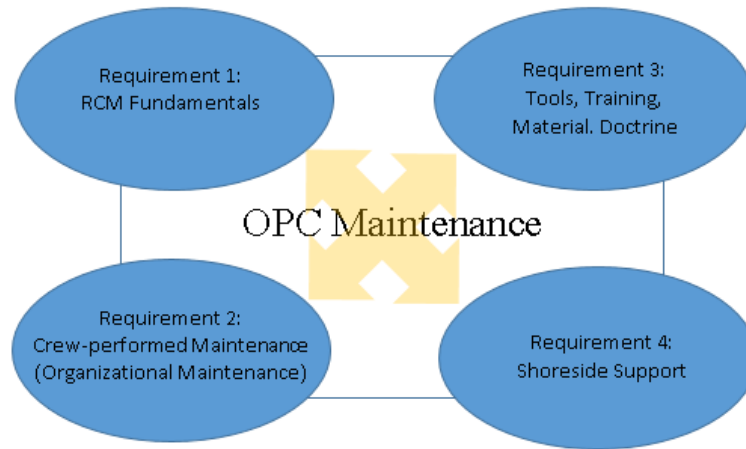 Requirement 1:
RCM Fundamentals
Requirement 3:
Tools, Training,
Material. Doctrine
OPC Maintenance
Requirement 2:
Crew-performed Maintenance
(Organizational Maintenance)
Requirement 4:
Shoreside Support